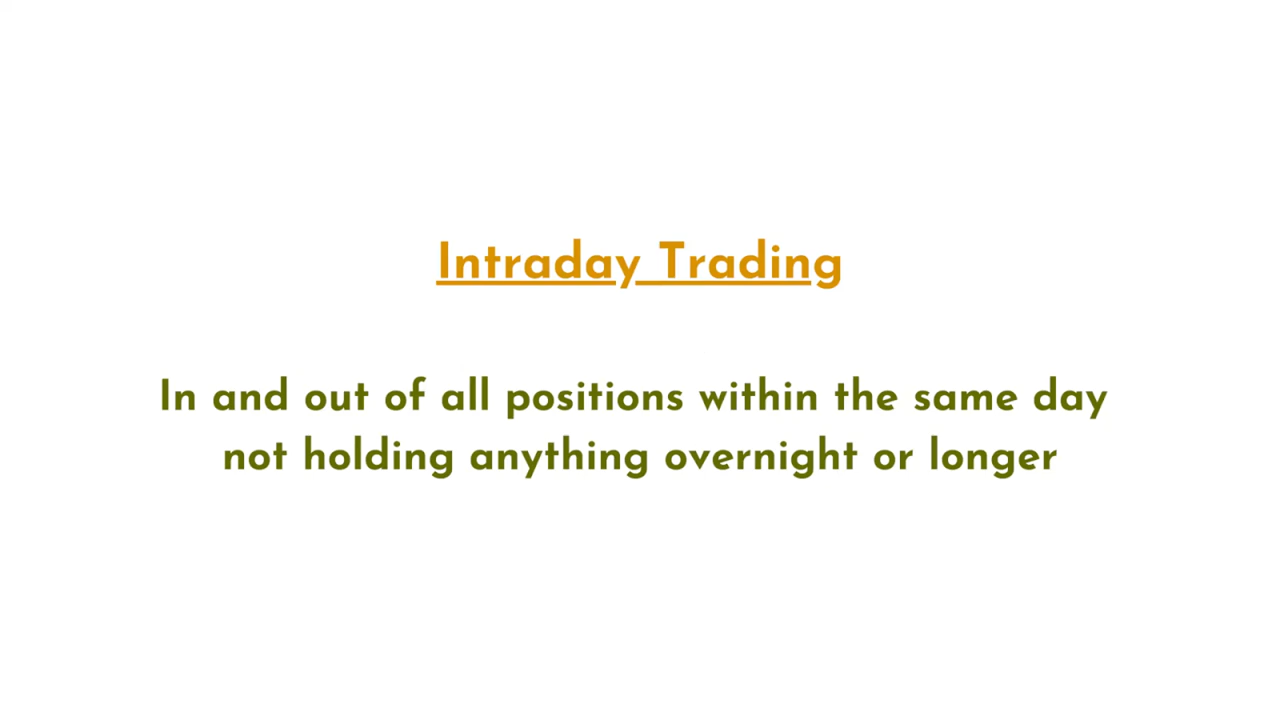 Intraday Trading
In and out of all positions within the same day
not holding anything overnight or longer